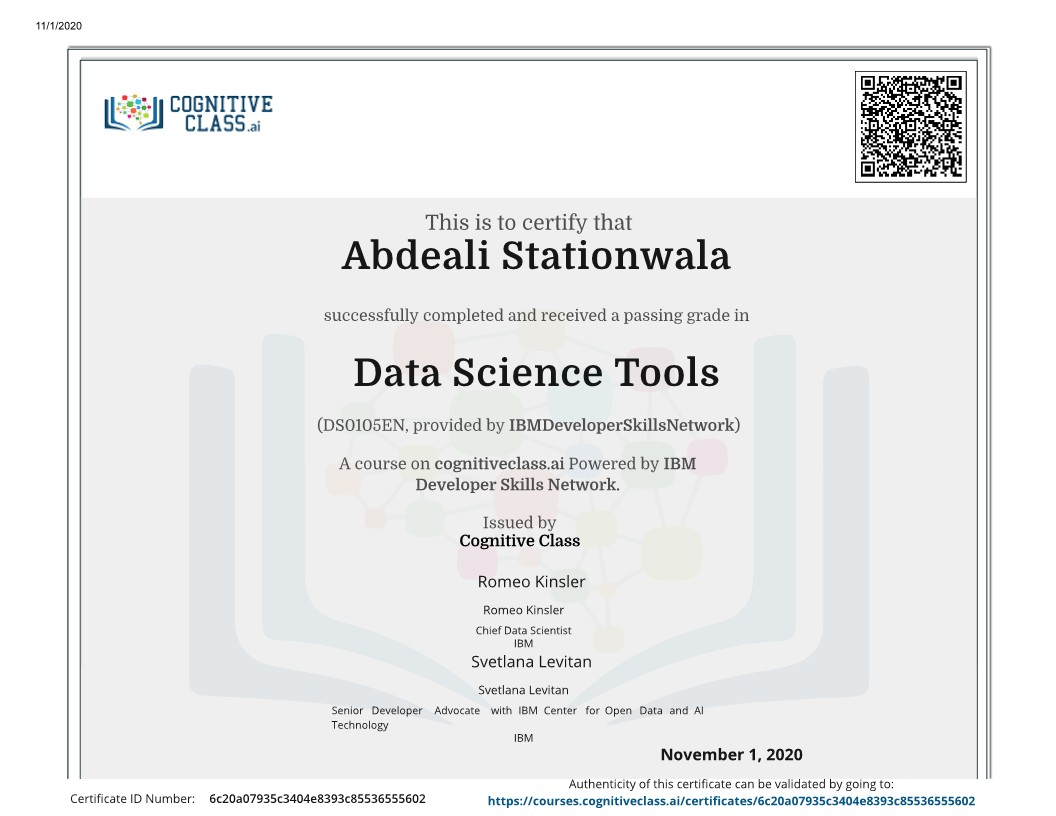 11/1/2020
COGNITIVE
CLASS.ai
This is to certify that
Abdeali Stationwala
successfully completed and received a passing grade in
Data Science Tools
(DS0105EN, provided by IBMDeveloperSkillsNetwork)
A course on cognitiveclass.ai Powered by IBM
Developer Skills Network.
Issued by
Cognitive Class
Romeo Kinsler
Romeo Kinsler
Chief Data Scientist
IBM
Svetlana Levitan
Svetlana Levitan
Senior Developer Advocate with IBM Center for Open Data and AI
Technology
IBM
November 1, 2020
Authenticity of this certificate can be validated by going to:
Certificate ID Number: 6c20a07935c3404e8393c85536555602
https://courses.cognitiveclass.ai/certificates/6c20a07935c3404e8393c85536555602